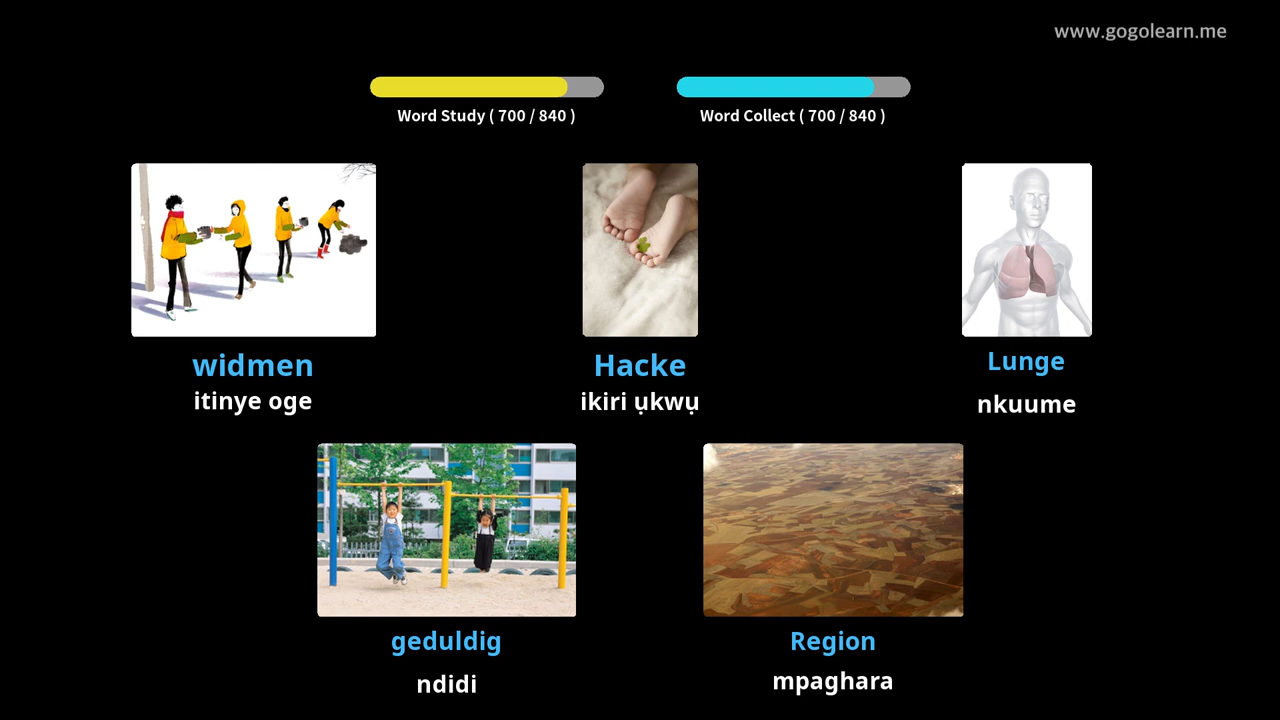 www.gogolearn.me
Word Study ( 700 / 840 )
Word Collect ( 700 / 840 )
widmen
itinye oge
Hacke
ikiri ụkwụ
Lunge
nkuume
geduldig
ndidi
Region
mpaghara